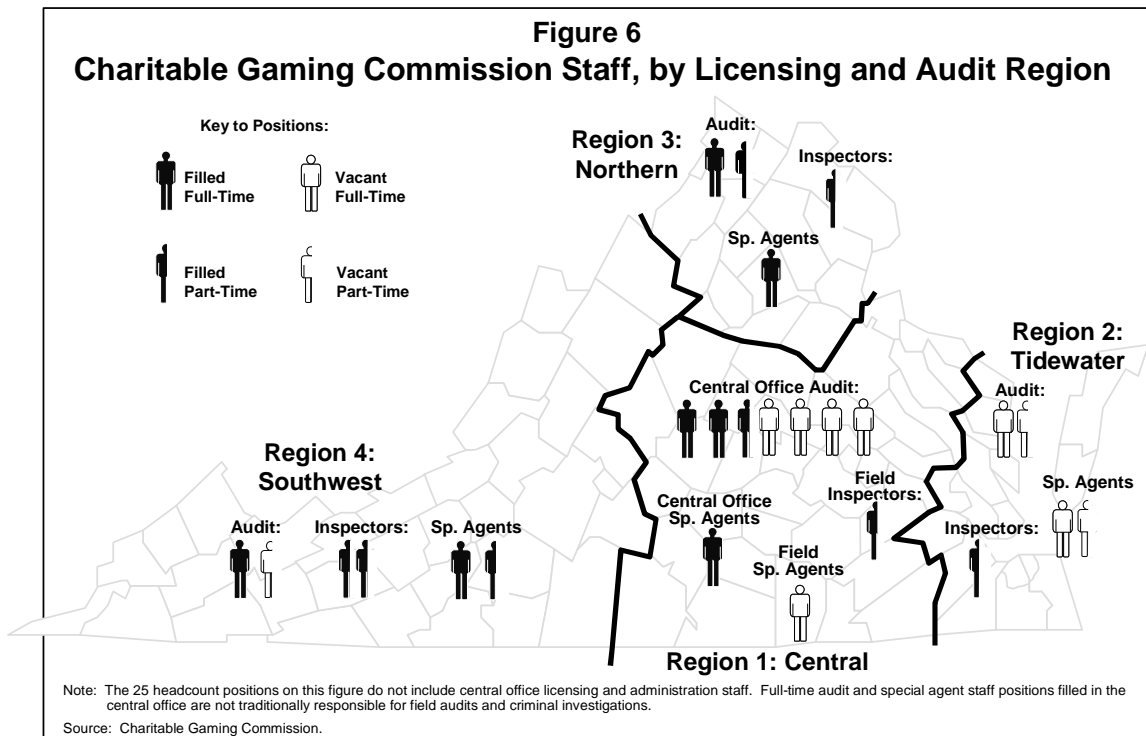 Figure 6
Charitable Gaming Commission Staff, by Licensing and Audit Region
Key to Positions:
Filled
Full-Time
Vacant
Full-Time
Filled
Part-Time
Vacant
Part-Time
Region 3:
Northern
Audit:
Inspectors:
Sp. Agents
Region 2:
Tidewater
Audit:
Sp. Agents
Inspectors:
Central Office Audit:
Field
Inspectors:
Central Office
Sp. Agents
Field
Sp. Agents
Region 4:
Southwest
Audit:
Inspectors:
Sp. Agents
Region 1: Central
Note: The 25 headcount positions on this figure do not include central office licensing and administration staff. Full-time audit and special agent staff positions filled in the
central office are not traditionally responsible for field audits and criminal investigations.
Source: Charitable Gaming Commission.